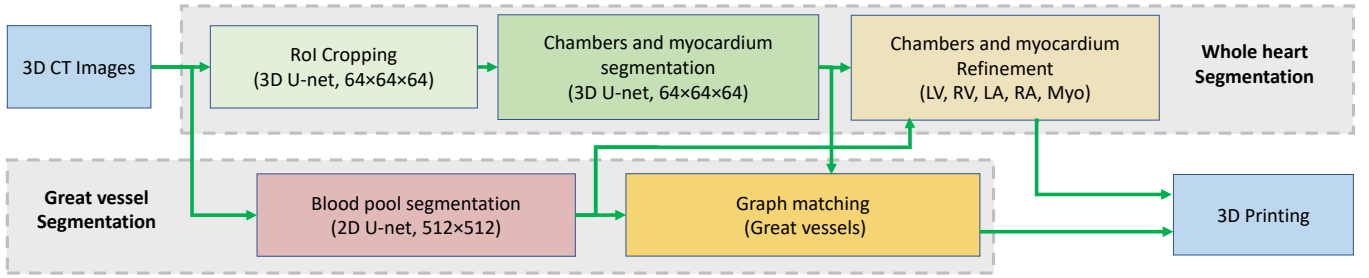 3D CT Images
RoI Cropping
(3D U-net, 64×64×64)
Chambers and myocardium
segmentation
(3D U-net, 64×64×64)
Chambers and myocardium
Refinement
(LV, RV, LA, RA, Myo)
Whole heart
Segmentation
Great vessel
Segmentation
Blood pool segmentation
(2D U-net, 512×512)
Graph matching
(Great vessels)
3D Printing